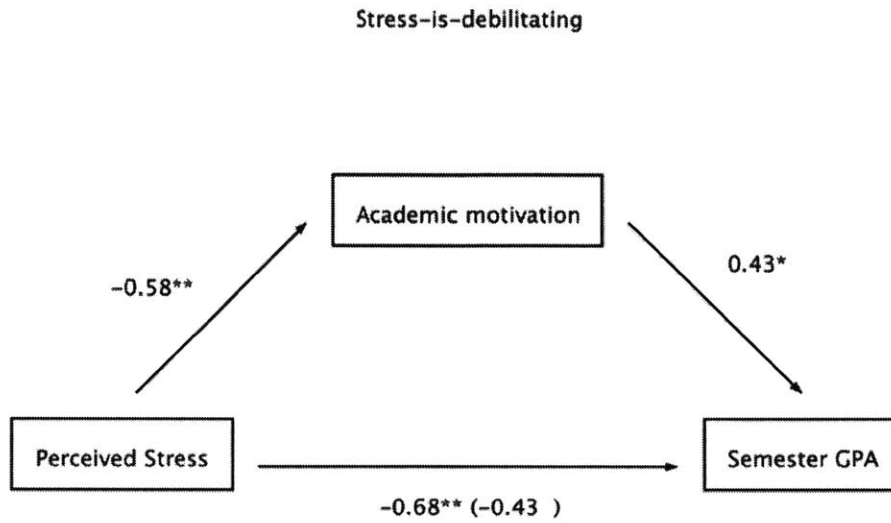 Stress-is-debilitating
Academic motivation
-0.58**
0.43*
Perceived Stress
Semester GPA
-0.68** (-0.43 )